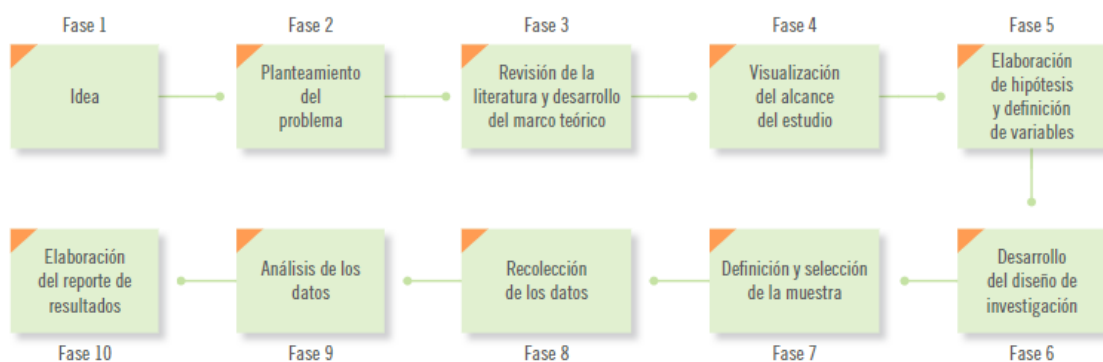 Fase 1
Idea
Fase 2
Planteamiento
del
problema
Fase 3
Revisión de la
literatura y desarrollo
del marco teórico
Fase 4
Visualización
del alcance
del estudio
Fase 5
Elaboración
de hipótesis
y definición
de variables
Desarrollo
del diseño de
investigación
Fase 6
Definición y selección
de la muestra
Fase 7
Recolección
de los datos
Fase 8
Análisis de los
datos
Fase 9
Elaboración
del reporte de
resultados
Fase 10